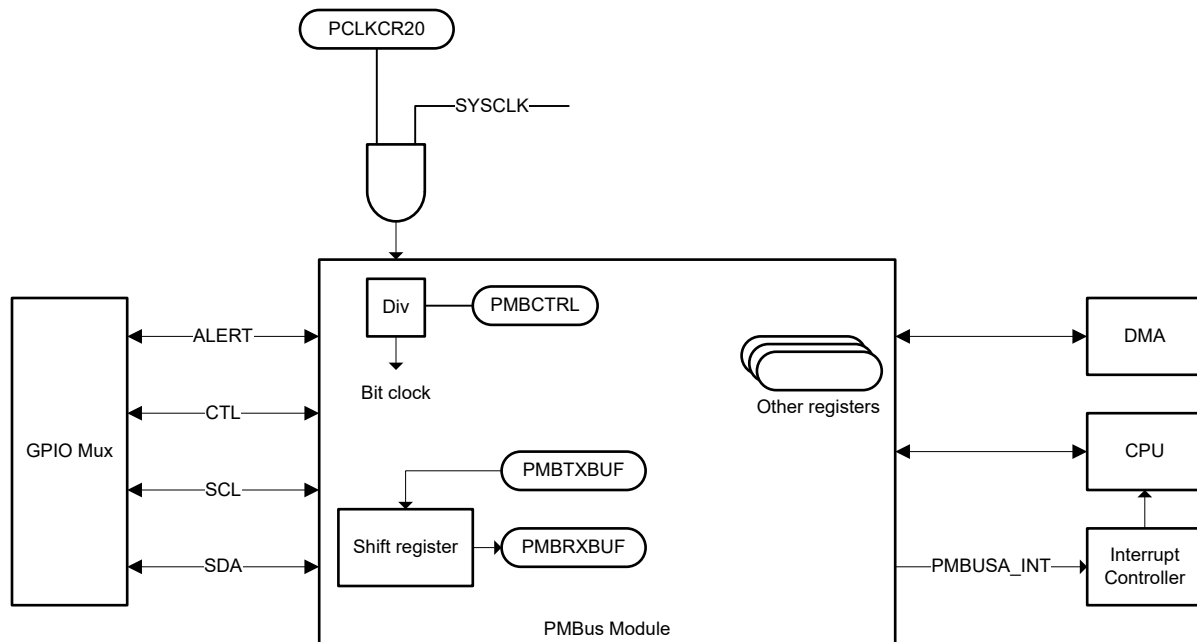 PCLKCR20
SYSCLK
Div
PMBCTRL
ALERT
DMA
Bit clock
Other registers
CTL
GPIO Mux
CPU
PMBTXBUF
SCL
Shift register
PMBRXBUF
SDA
PMBUSA_INT
Interrupt
Controller
PMBus Module